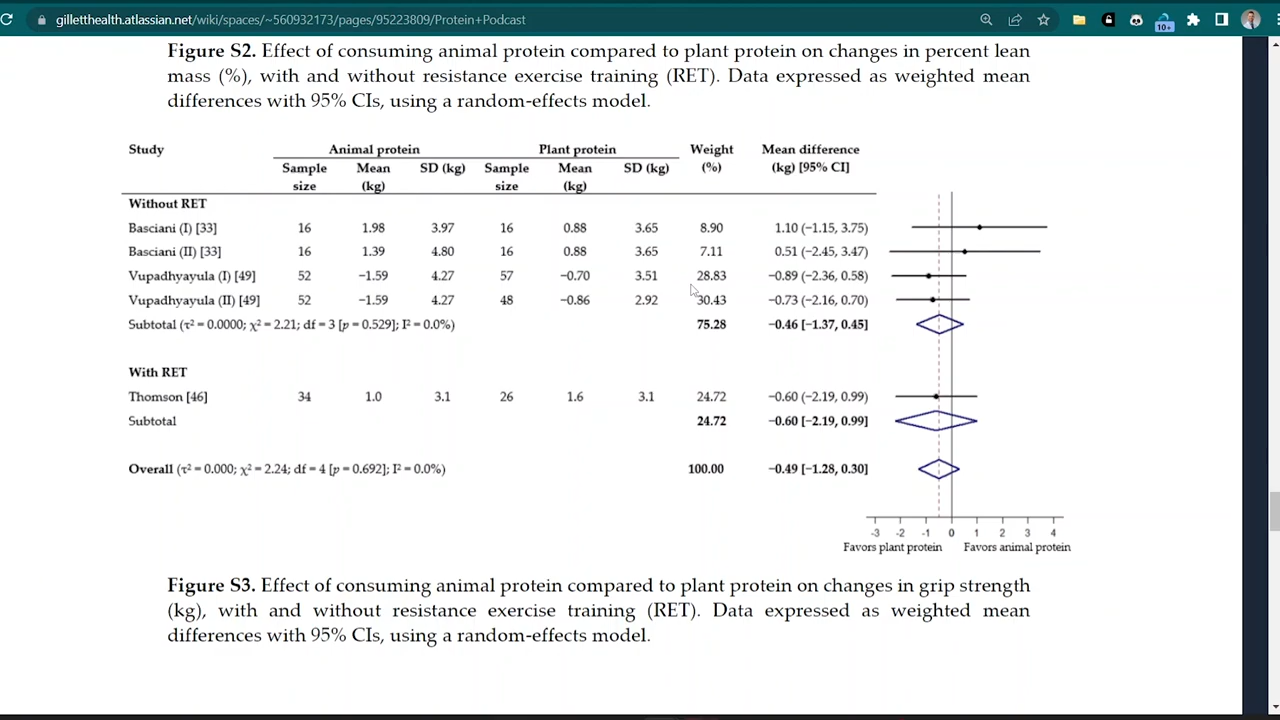 gilletthealth.atlassian.net/wiki/spaces/~560932173/pages/95223809/Protein+Podcast
10+
Figure S2. Effect of consuming animal protein compared to plant protein on changes in percent lean
mass (%), with and without resistance exercise training (RET). Data expressed as weighted mean
differences with 95% CIs, using a random-effects model.
Study Animal protein Plant protein Weight Mean difference
Sample Mean SD (kg) Sample Mean SD (kg) (%) (kg) [95% CI]
size (kg) size (kg)
Without RET
Basciani (I) [33] 16 1.98 3.97 16 0.88 3.65 8.90 1.10 (−1.15, 3.75)
Basciani (II) [33] 16 1.39 4.80 16 0.88 3.65 7.11 0.51 (−2.45, 3.47)
Vupadhyayula (I) [49] 52 −1.59 4.27 57 −0.70 3.51 28.83 −0.89 (−2.36, 0.58)
Vupadhyayula (II) [49] 52 −1.59 4.27 48 −0.86 2.92 30.43 −0.73 (−2.16, 0.70)
Subtotal (τ² = 0.0000; χ² = 2.21; df = 3 [p = 0.529]; I² = 0.0%) 75.28 −0.46 [−1.37, 0.45]
With RET
Thomson [46] 34 1.0 3.1 26 1.6 3.1 24.72 −0.60 (−2.19, 0.99)
Subtotal 24.72 −0.60 [−2.19, 0.99]
Overall (τ² = 0.000; χ² = 2.24; df = 4 [p = 0.692]; I² = 0.0%) 100.00 −0.49 [−1.28, 0.30]
-3 -2 -1 0 1 2 3 4
Favors plant protein Favors animal protein
Figure S3. Effect of consuming animal protein compared to plant protein on changes in grip strength
(kg), with and without resistance exercise training (RET). Data expressed as weighted mean
differences with 95% CIs, using a random-effects model.